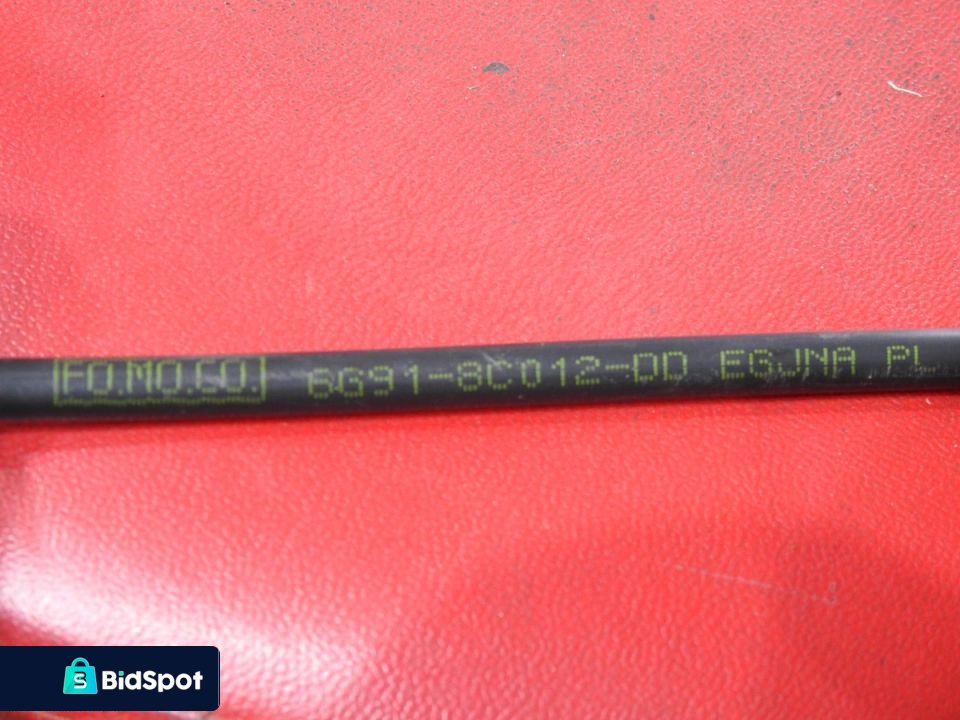 FO.MO.CO. 6G91-8C012-DD EGJNA PL
BidSpot